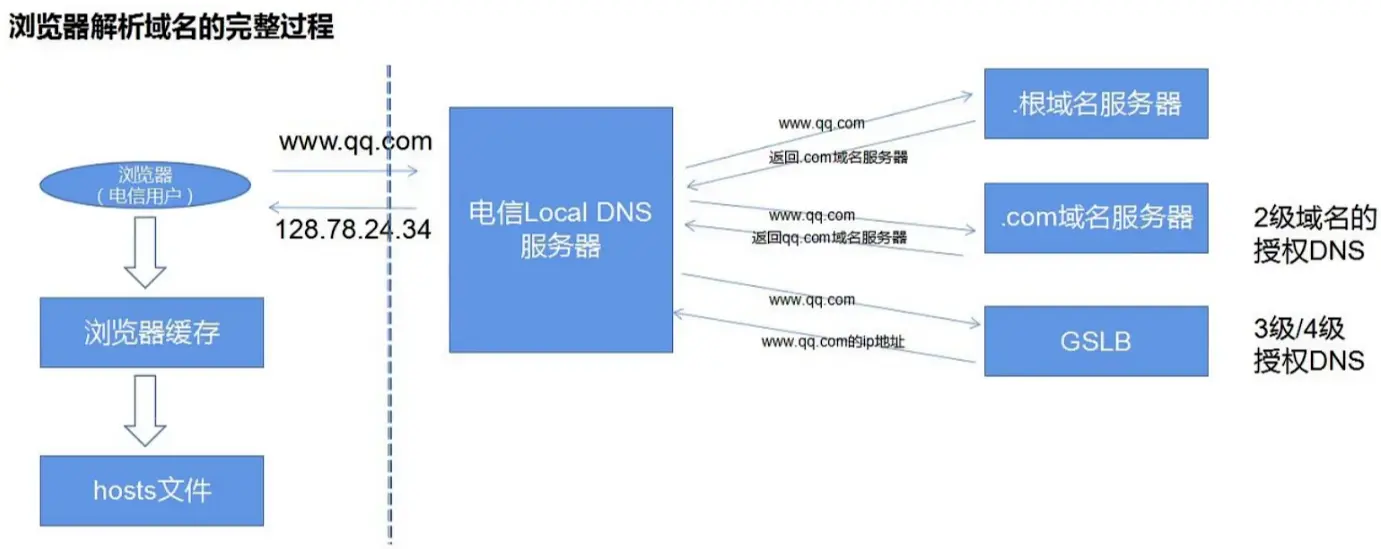 浏览器解析域名的完整过程
www.qq.com
浏览器
（电信用户）
128.78.24.34
浏览器缓存
hosts文件
电信Local DNS
服务器
www.qq.com
返回.com域名服务器
.根域名服务器
www.qq.com
返回qq.com域名服务器
.com域名服务器
2级域名的
授权DNS
www.qq.com
www.qq.com的ip地址
GSLB
3级/4级
授权DNS